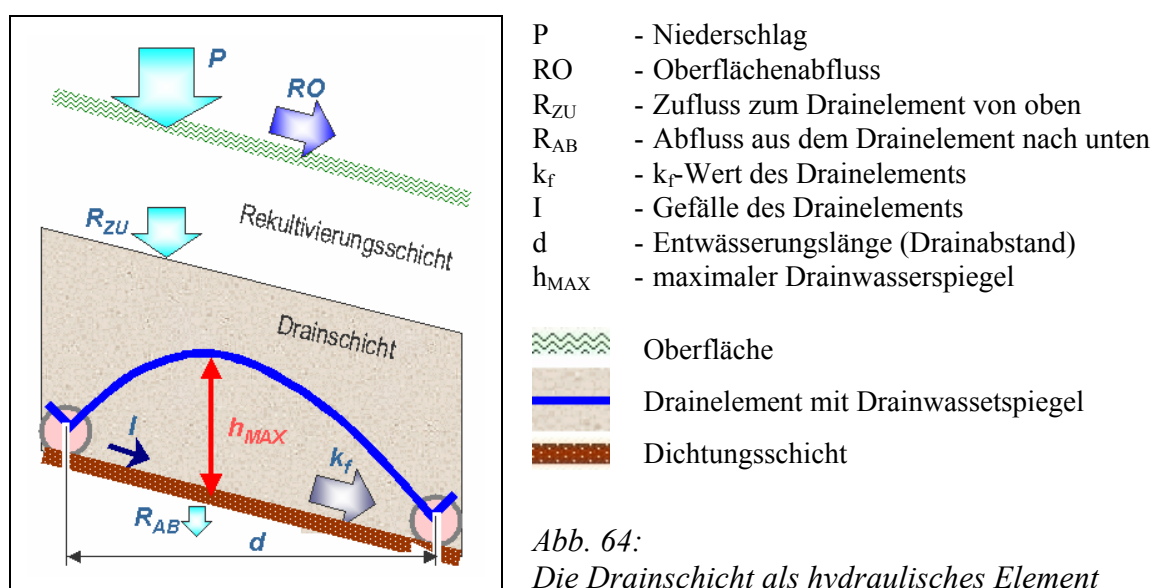 P
RO
R_ZU
Rekultivierungsschicht
Drainschicht
I
h_MAX
k_f
R_AB
d
P - Niederschlag
RO - Oberflächenabfluss
R_ZU - Zufluss zum Drainelement von oben
R_AB - Abfluss aus dem Drainelement nach unten
k_f - k_f-Wert des Drainelements
I - Gefälle des Drainelements
d - Entwässerungslänge (Drainabstand)
h_MAX - maximaler Drainwasserspiegel
Oberfläche
Drainelement mit Drainwassetspiegel
Dichtungsschicht
Abb. 64:
Die Drainschicht als hydraulisches Element